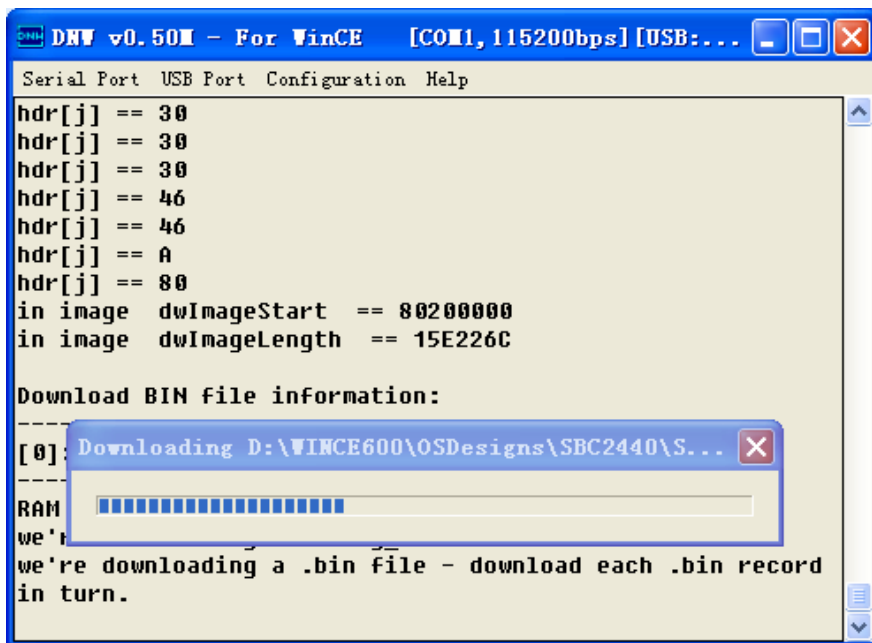 DNW v0.50M - For WinCE [COM1,115200bps][USB:...
Serial Port USB Port Configuration Help
hdr[j] == 30
hdr[j] == 30
hdr[j] == 30
hdr[j] == 46
hdr[j] == 46
hdr[j] == A
hdr[j] == 80
in image dwImageStart == 80200000
in image dwImageLength == 15E226C
Download BIN file information:
[0]:
Downloading D:\WINCE600\OSDesigns\SBC2440\S...
RAM
we're downloading a .bin file - download each .bin record
in turn.